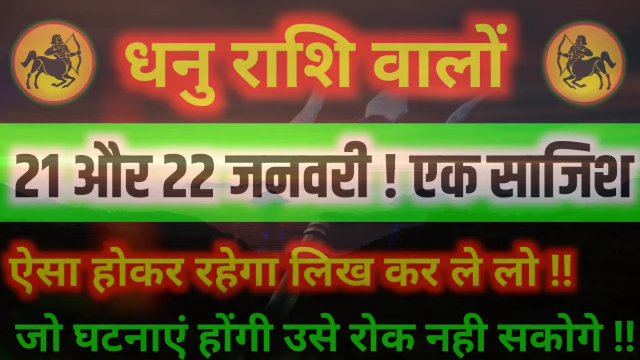 धनु राशि वालों
21 और 22 जनवरी ! एक साजिश
ऐसा होकर रहेगा लिख कर ले लो !!
जो घटनाएं होंगी उसे रोक नही सकोगे !!